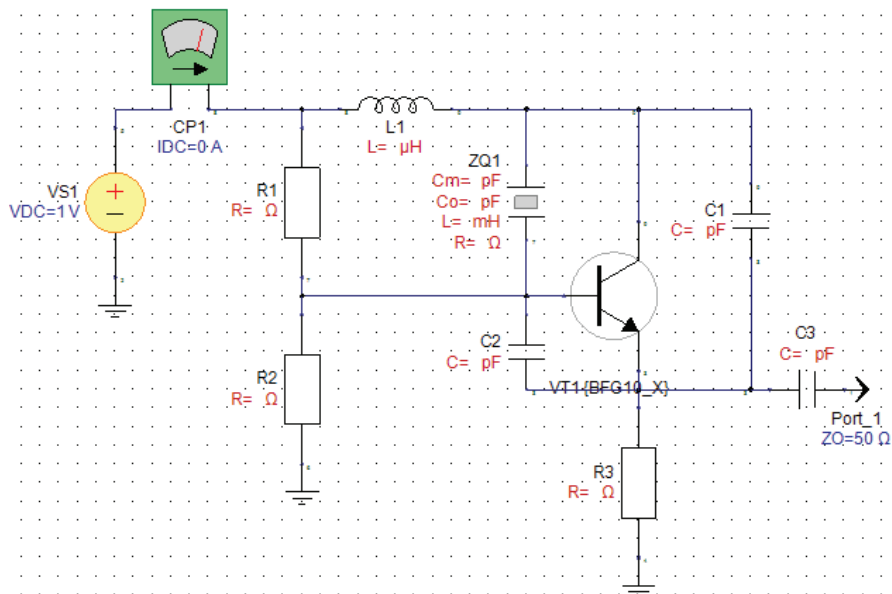 CP1
IDC=0 A
VS1
VDC=1 V
L1
L= µH
R1
R= Ω
ZQ1
Cm= pF
Co= pF
L= mH
R= Ω
C1
C= pF
C2
C= pF
R2
R= Ω
VT1{BFG10_X}
C3
C= pF
Port_1
ZO=50 Ω
R3
R= Ω